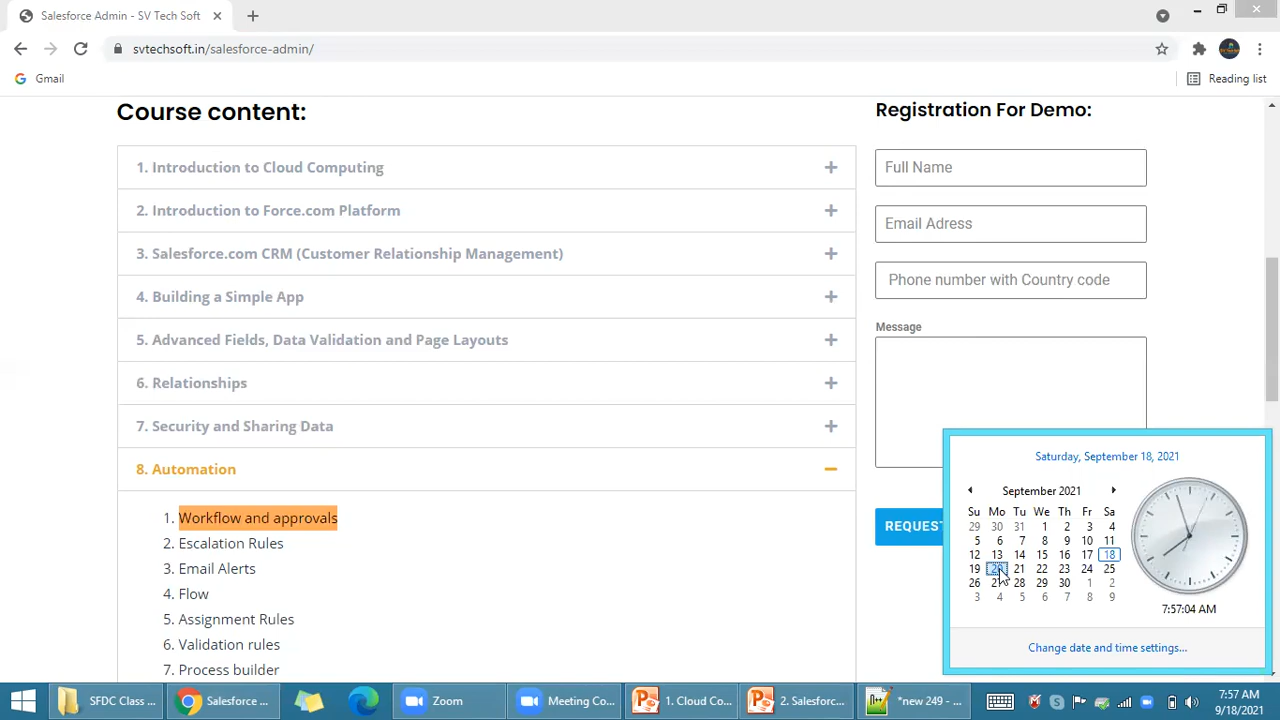 Salesforce Admin - SV Tech Soft
svtechsoft.in/salesforce-admin/
Gmail
Reading list
Course content:
1. Introduction to Cloud Computing
2. Introduction to Force.com Platform
3. Salesforce.com CRM (Customer Relationship Management)
4. Building a Simple App
5. Advanced Fields, Data Validation and Page Layouts
6. Relationships
7. Security and Sharing Data
8. Automation
1. Workflow and approvals
2. Escalation Rules
3. Email Alerts
4. Flow
5. Assignment Rules
6. Validation rules
7. Process builder
Registration For Demo:
Full Name
Email Adress
Phone number with Country code
Message
REQUEST
Saturday, September 18, 2021
September 2021
Su Mo Tu We Th Fr Sa
29 30 31 1 2 3 4
5 6 7 8 9 10 11
12 13 14 15 16 17 18
19 20 21 22 23 24 25
26 27 28 29 30 1 2
3 4 5 6 7 8 9
7:57:04 AM
Change date and time settings...
SFDC Class ...
Salesforce ...
Zoom
Meeting Co...
1. Cloud Co...
2. Salesforc...
*new 249 - ...
7:57 AM
9/18/2021